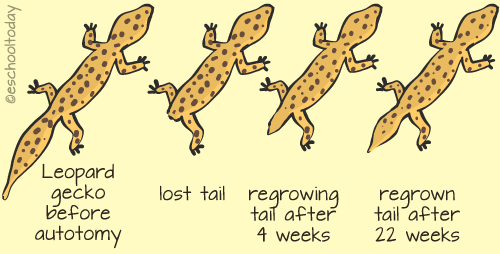 ©eschooltoday
Leopard
gecko
before
autotomy
lost tail
regrowing
tail after
4 weeks
regrown
tail after
22 weeks